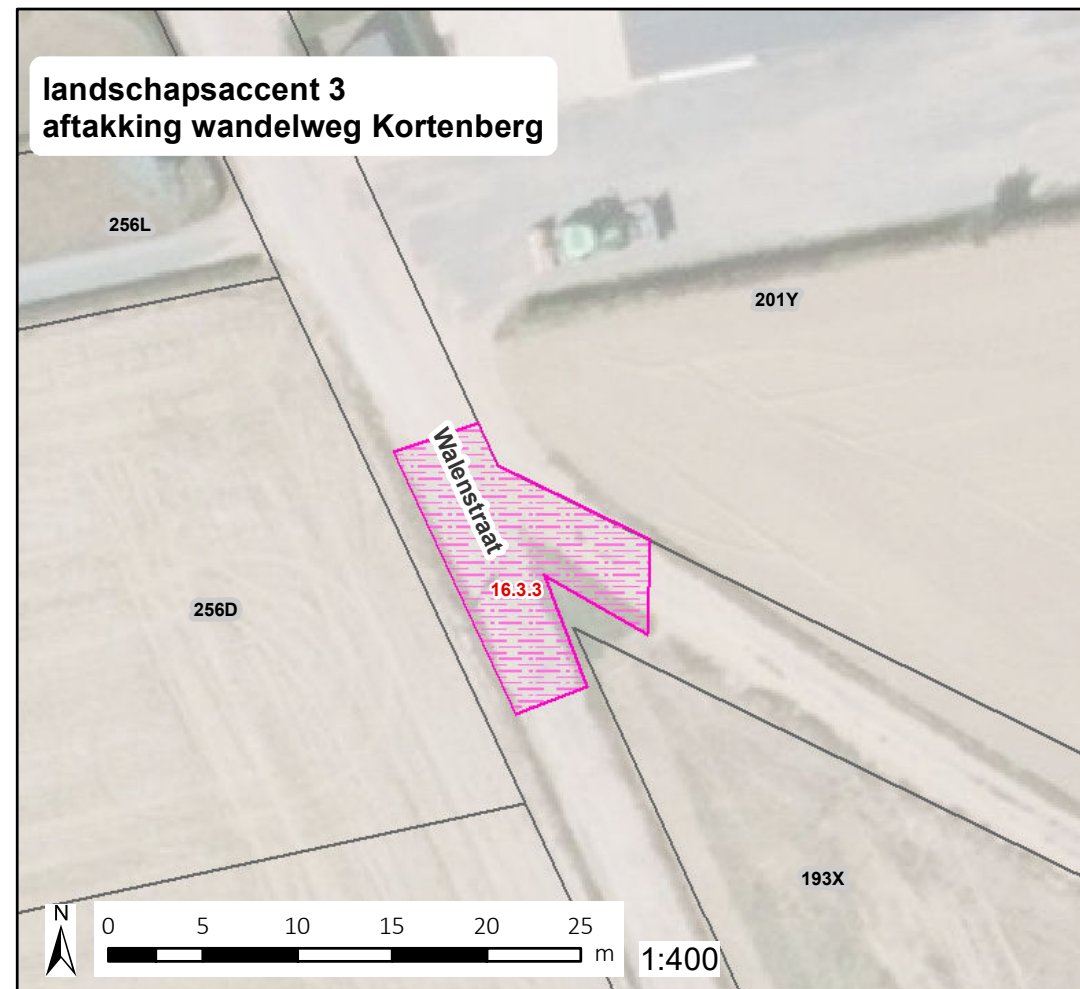 landschapsaccent 3
aftakking wandelweg Kortenberg
256L
201Y
Walenstraat
16.3.3
256D
193X
N
0 5 10 15 20 25
m
1:400